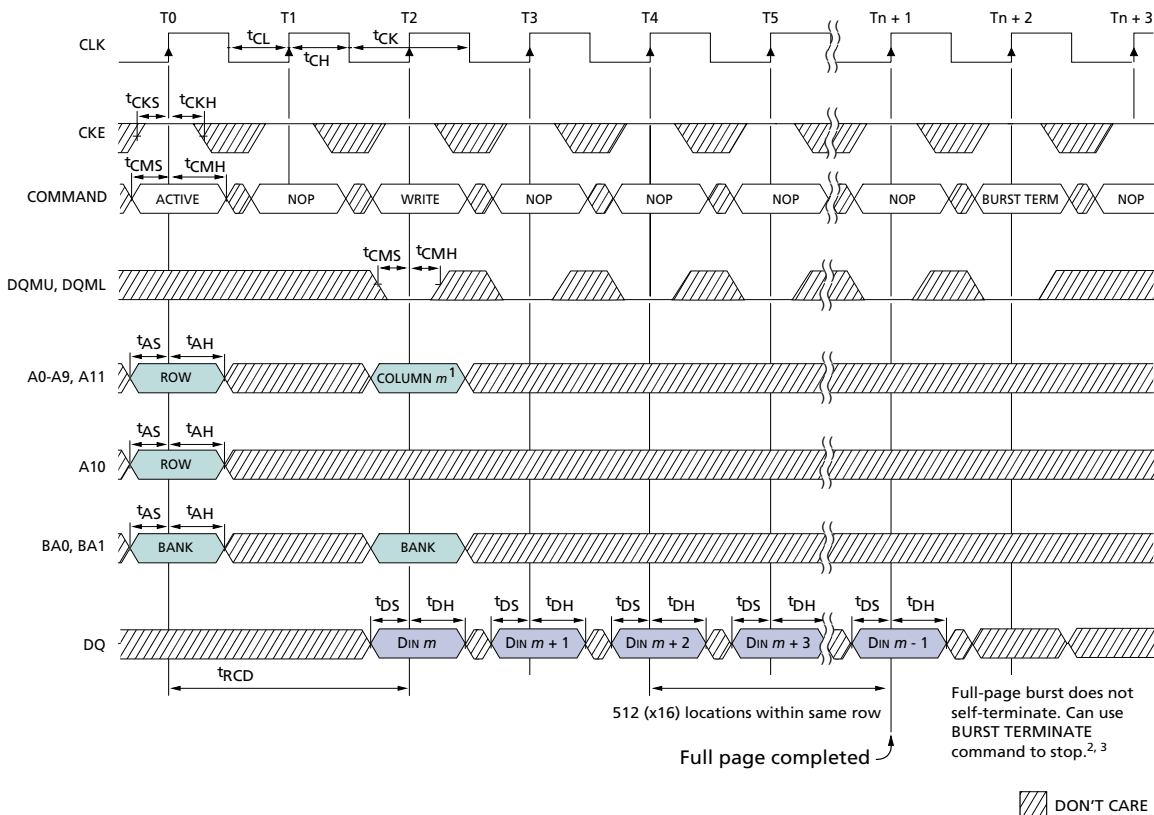 T0 T1 T2 T3 T4 T5 Tn + 1 Tn + 2 Tn + 3
CLK
tCL tCK
tCH
tCKS tCKH
CKE
tCMS tCMH
COMMAND ACTIVE NOP WRITE NOP NOP NOP NOP BURST TERM NOP
tCMS tCMH
DQMU, DQML
tAS tAH
A0-A9, A11 ROW COLUMN m1
tAS tAH
A10 ROW
tAS tAH
BA0, BA1 BANK BANK
tDS tDH tDS tDH tDS tDH tDS tDH tDS tDH
DQ DIN m DIN m + 1 DIN m + 2 DIN m + 3 DIN m - 1
tRCD
512 (x16) locations within same row
Full page completed
Full-page burst does not
self-terminate. Can use
BURST TERMINATE
command to stop.2, 3
DON'T CARE